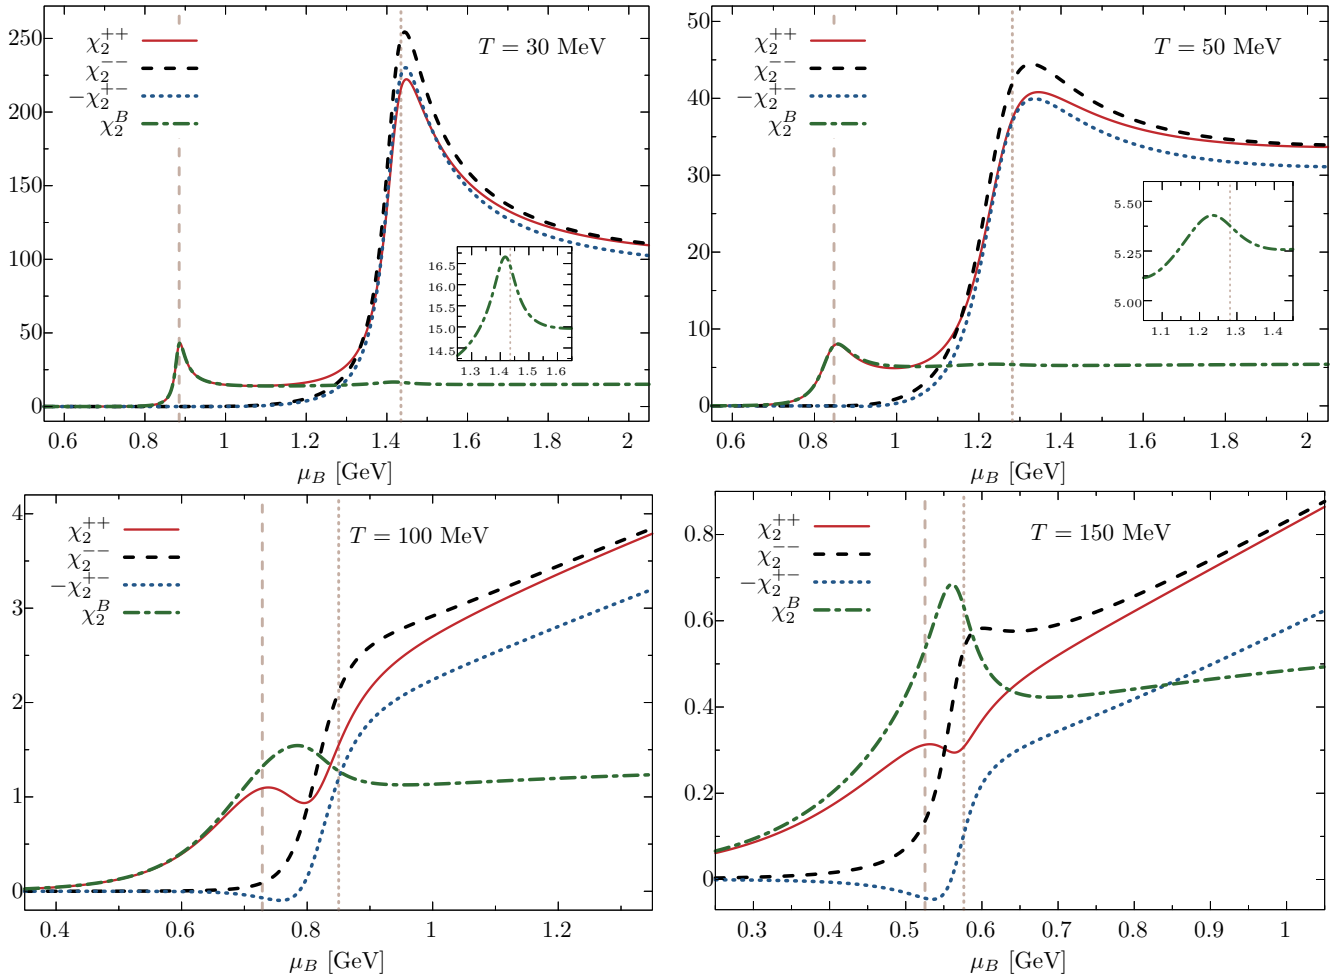 T = 30 MeV
χ₂⁺⁺
χ₂⁻⁻
−χ₂⁺⁻
χ₂ᴮ
250
200
150
100
50
0
16.5
16.0
15.5
15.0
14.5
1.3 1.4 1.5 1.6
0.6 0.8 1 1.2 1.4 1.6 1.8 2
μ_B [GeV]
T = 50 MeV
χ₂⁺⁺
χ₂⁻⁻
−χ₂⁺⁻
χ₂ᴮ
50
40
30
20
10
0
5.50
5.25
5.00
1.1 1.2 1.3 1.4
0.6 0.8 1 1.2 1.4 1.6 1.8 2
μ_B [GeV]
T = 100 MeV
χ₂⁺⁺
χ₂⁻⁻
−χ₂⁺⁻
χ₂ᴮ
4
3
2
1
0
0.4 0.6 0.8 1 1.2
μ_B [GeV]
T = 150 MeV
χ₂⁺⁺
χ₂⁻⁻
−χ₂⁺⁻
χ₂ᴮ
0.8
0.6
0.4
0.2
0
0.3 0.4 0.5 0.6 0.7 0.8 0.9 1
μ_B [GeV]